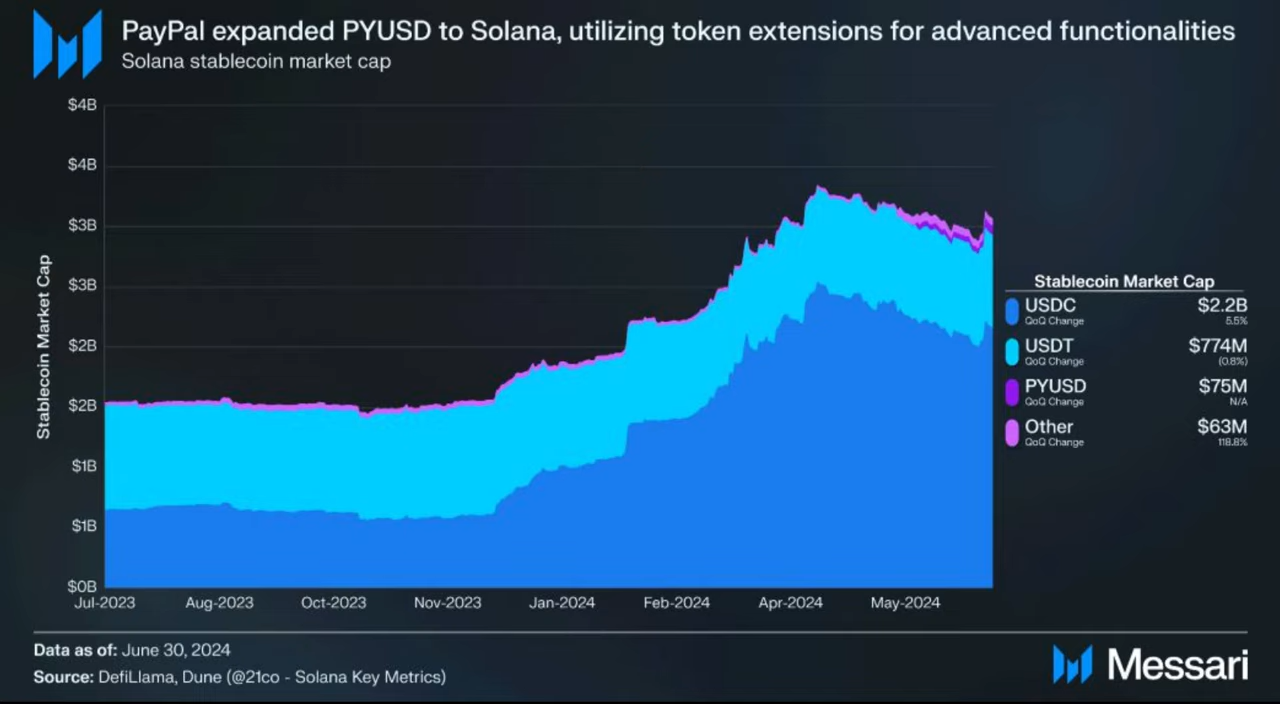 PayPal expanded PYUSD to Solana, utilizing token extensions for advanced functionalities
Solana stablecoin market cap
$4B
$4B
$3B
$3B
$2B
$2B
$1B
$1B
$0B
Stablecoin Market Cap
Jul-2023 Aug-2023 Oct-2023 Nov-2023 Jan-2024 Feb-2024 Apr-2024 May-2024
Stablecoin Market Cap
USDC $2.2B
QoQ Change 5.5%
USDT $774M
QoQ Change (0.8%)
PYUSD $75M
QoQ Change N/A
Other $63M
QoQ Change 118.8%
Data as of: June 30, 2024
Source: DefiLlama, Dune (@21co - Solana Key Metrics)
Messari